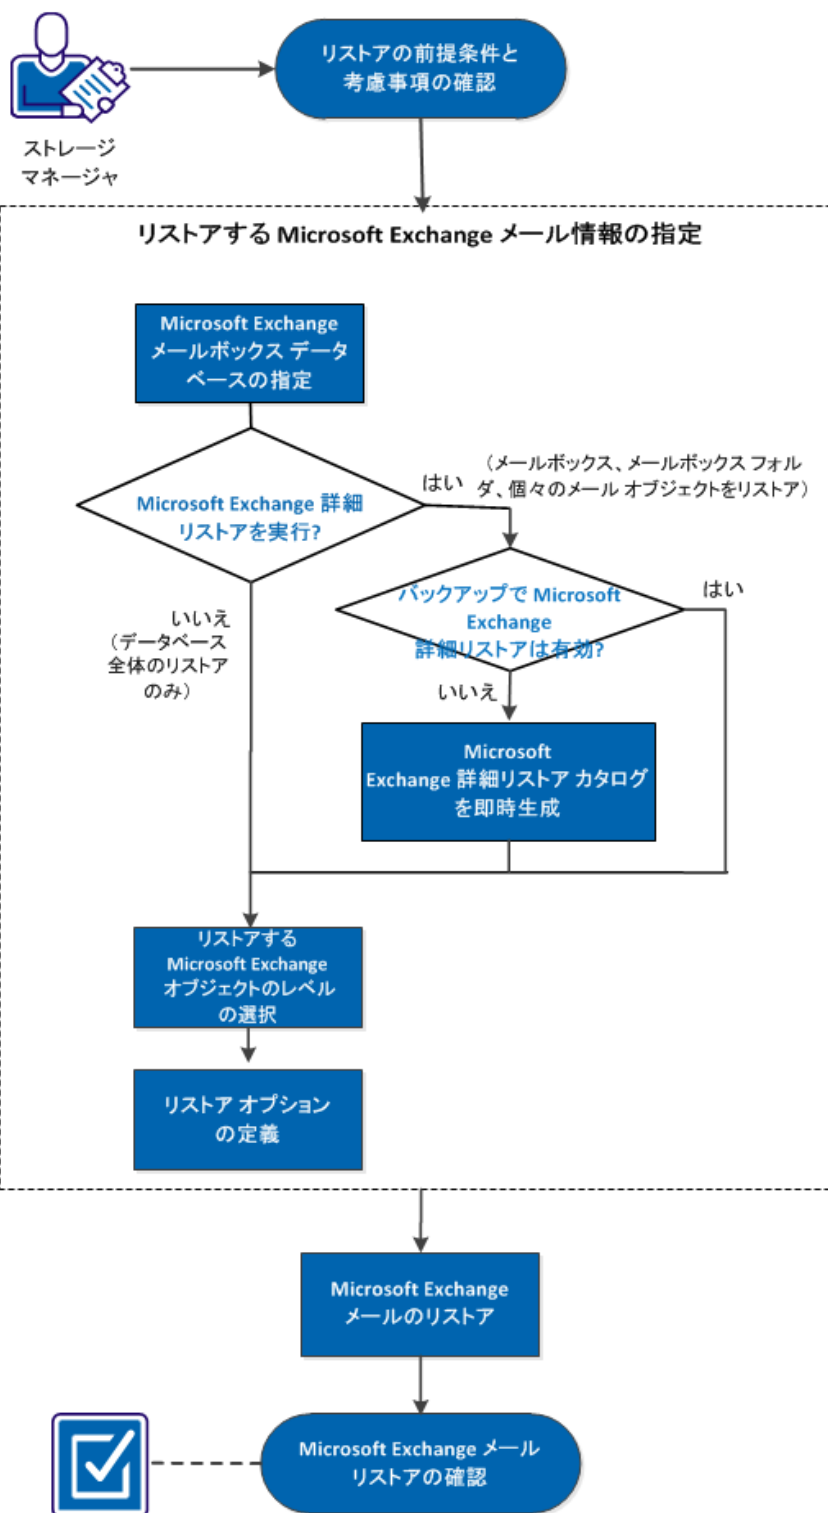 リストアの前提条件と
考慮事項の確認
ストレージ
マネージャ
リストアする Microsoft Exchange メール情報の指定
Microsoft Exchange
メールボックス データ
ベースの指定
Microsoft Exchange 詳細
リストアを実行?
はい
(メールボックス、メールボックス フォル
ダ、個々のメール オブジェクトをリストア)
バックアップで Microsoft
Exchange
詳細リストアは有効?
はい
いいえ
(データベース
全体のリストア
のみ)
いいえ
Microsoft
Exchange 詳細リストア カタログ
を即時生成
リストアする
Microsoft Exchange
オブジェクトのレベル
の選択
リストア オプション
の定義
Microsoft Exchange
メールのリストア
Microsoft Exchange メール
リストアの確認